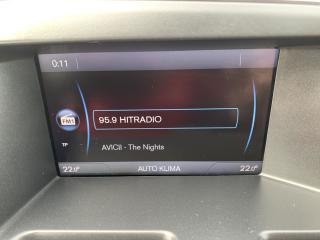 0:11
FM1
95.9 HITRADIO
TP
AVICII - The Nights
22.0° AUTO KLIMA 22.0°